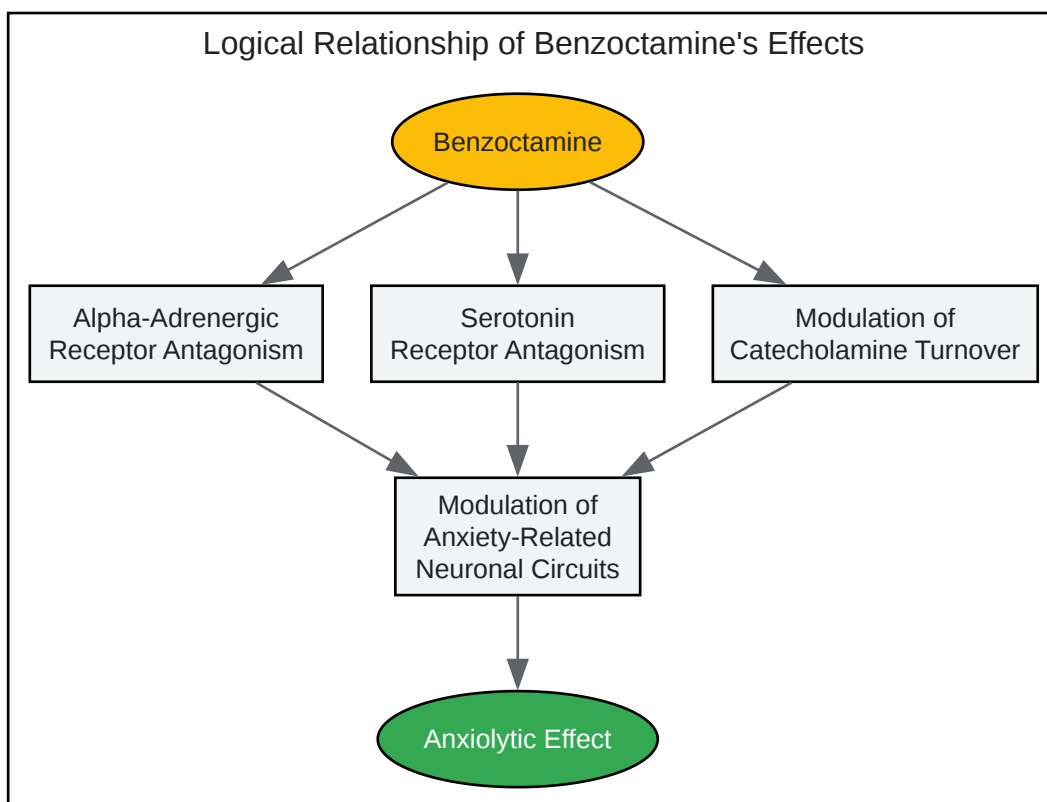 Logical Relationship of Benzoctamine's Effects
Benzoctamine
Alpha-Adrenergic
Receptor Antagonism
Serotonin
Receptor Antagonism
Modulation of
Catecholamine Turnover
Modulation of
Anxiety-Related
Neuronal Circuits
Anxiolytic Effect